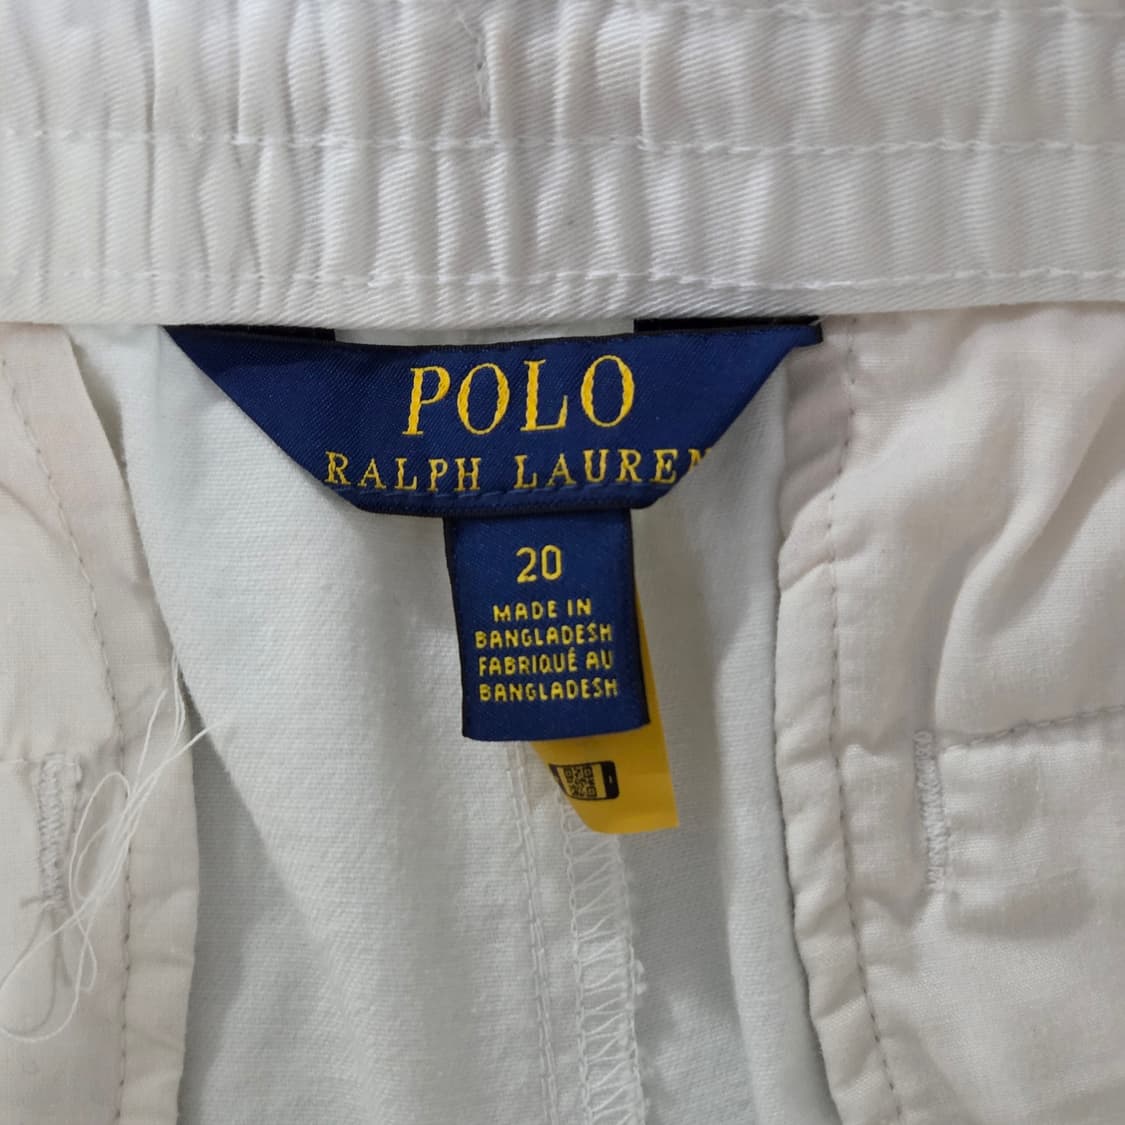 POLO
RALPH LAUREN
20
MADE IN
BANGLADESH
FABRIQUÉ AU
BANGLADESH